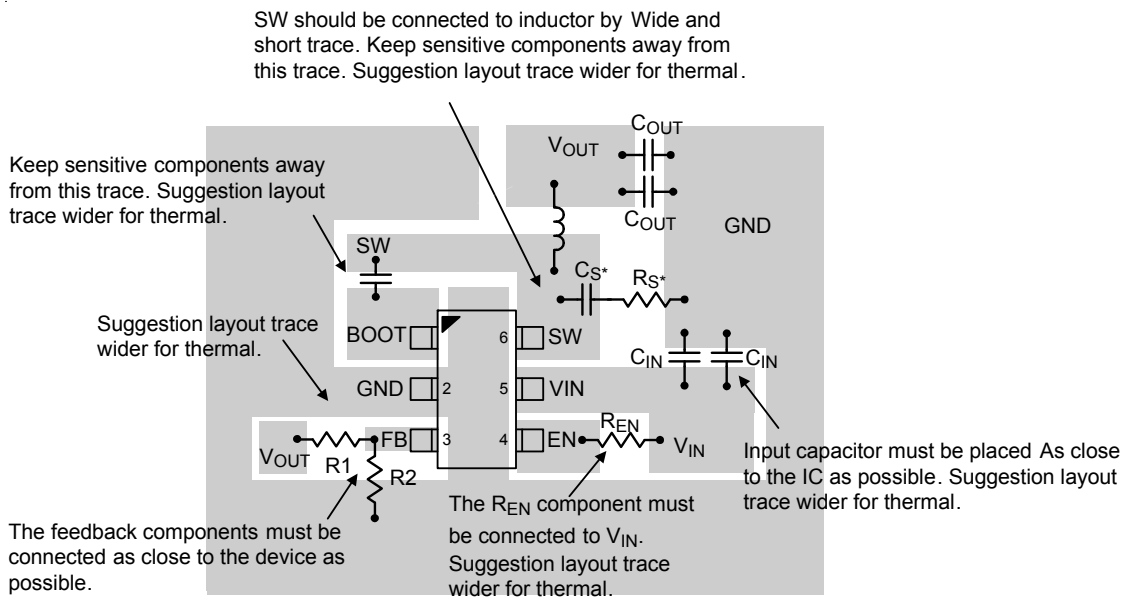 SW should be connected to inductor by Wide and
short trace. Keep sensitive components away from
this trace. Suggestion layout trace wider for thermal.
Keep sensitive components away
from this trace. Suggestion layout
trace wider for thermal.
COUT
VOUT
COUT
GND
SW
CS*
RS*
Suggestion layout trace
wider for thermal.
BOOT
6
SW
CIN
CIN
GND
2
5
VIN
REN
FB
3
4
EN
VIN
VOUT
R1
R2
Input capacitor must be placed As close
to the IC as possible. Suggestion layout
trace wider for thermal.
The feedback components must be
connected as close to the device as
possible.
The REN component must
be connected to VIN.
Suggestion layout trace
wider for thermal.